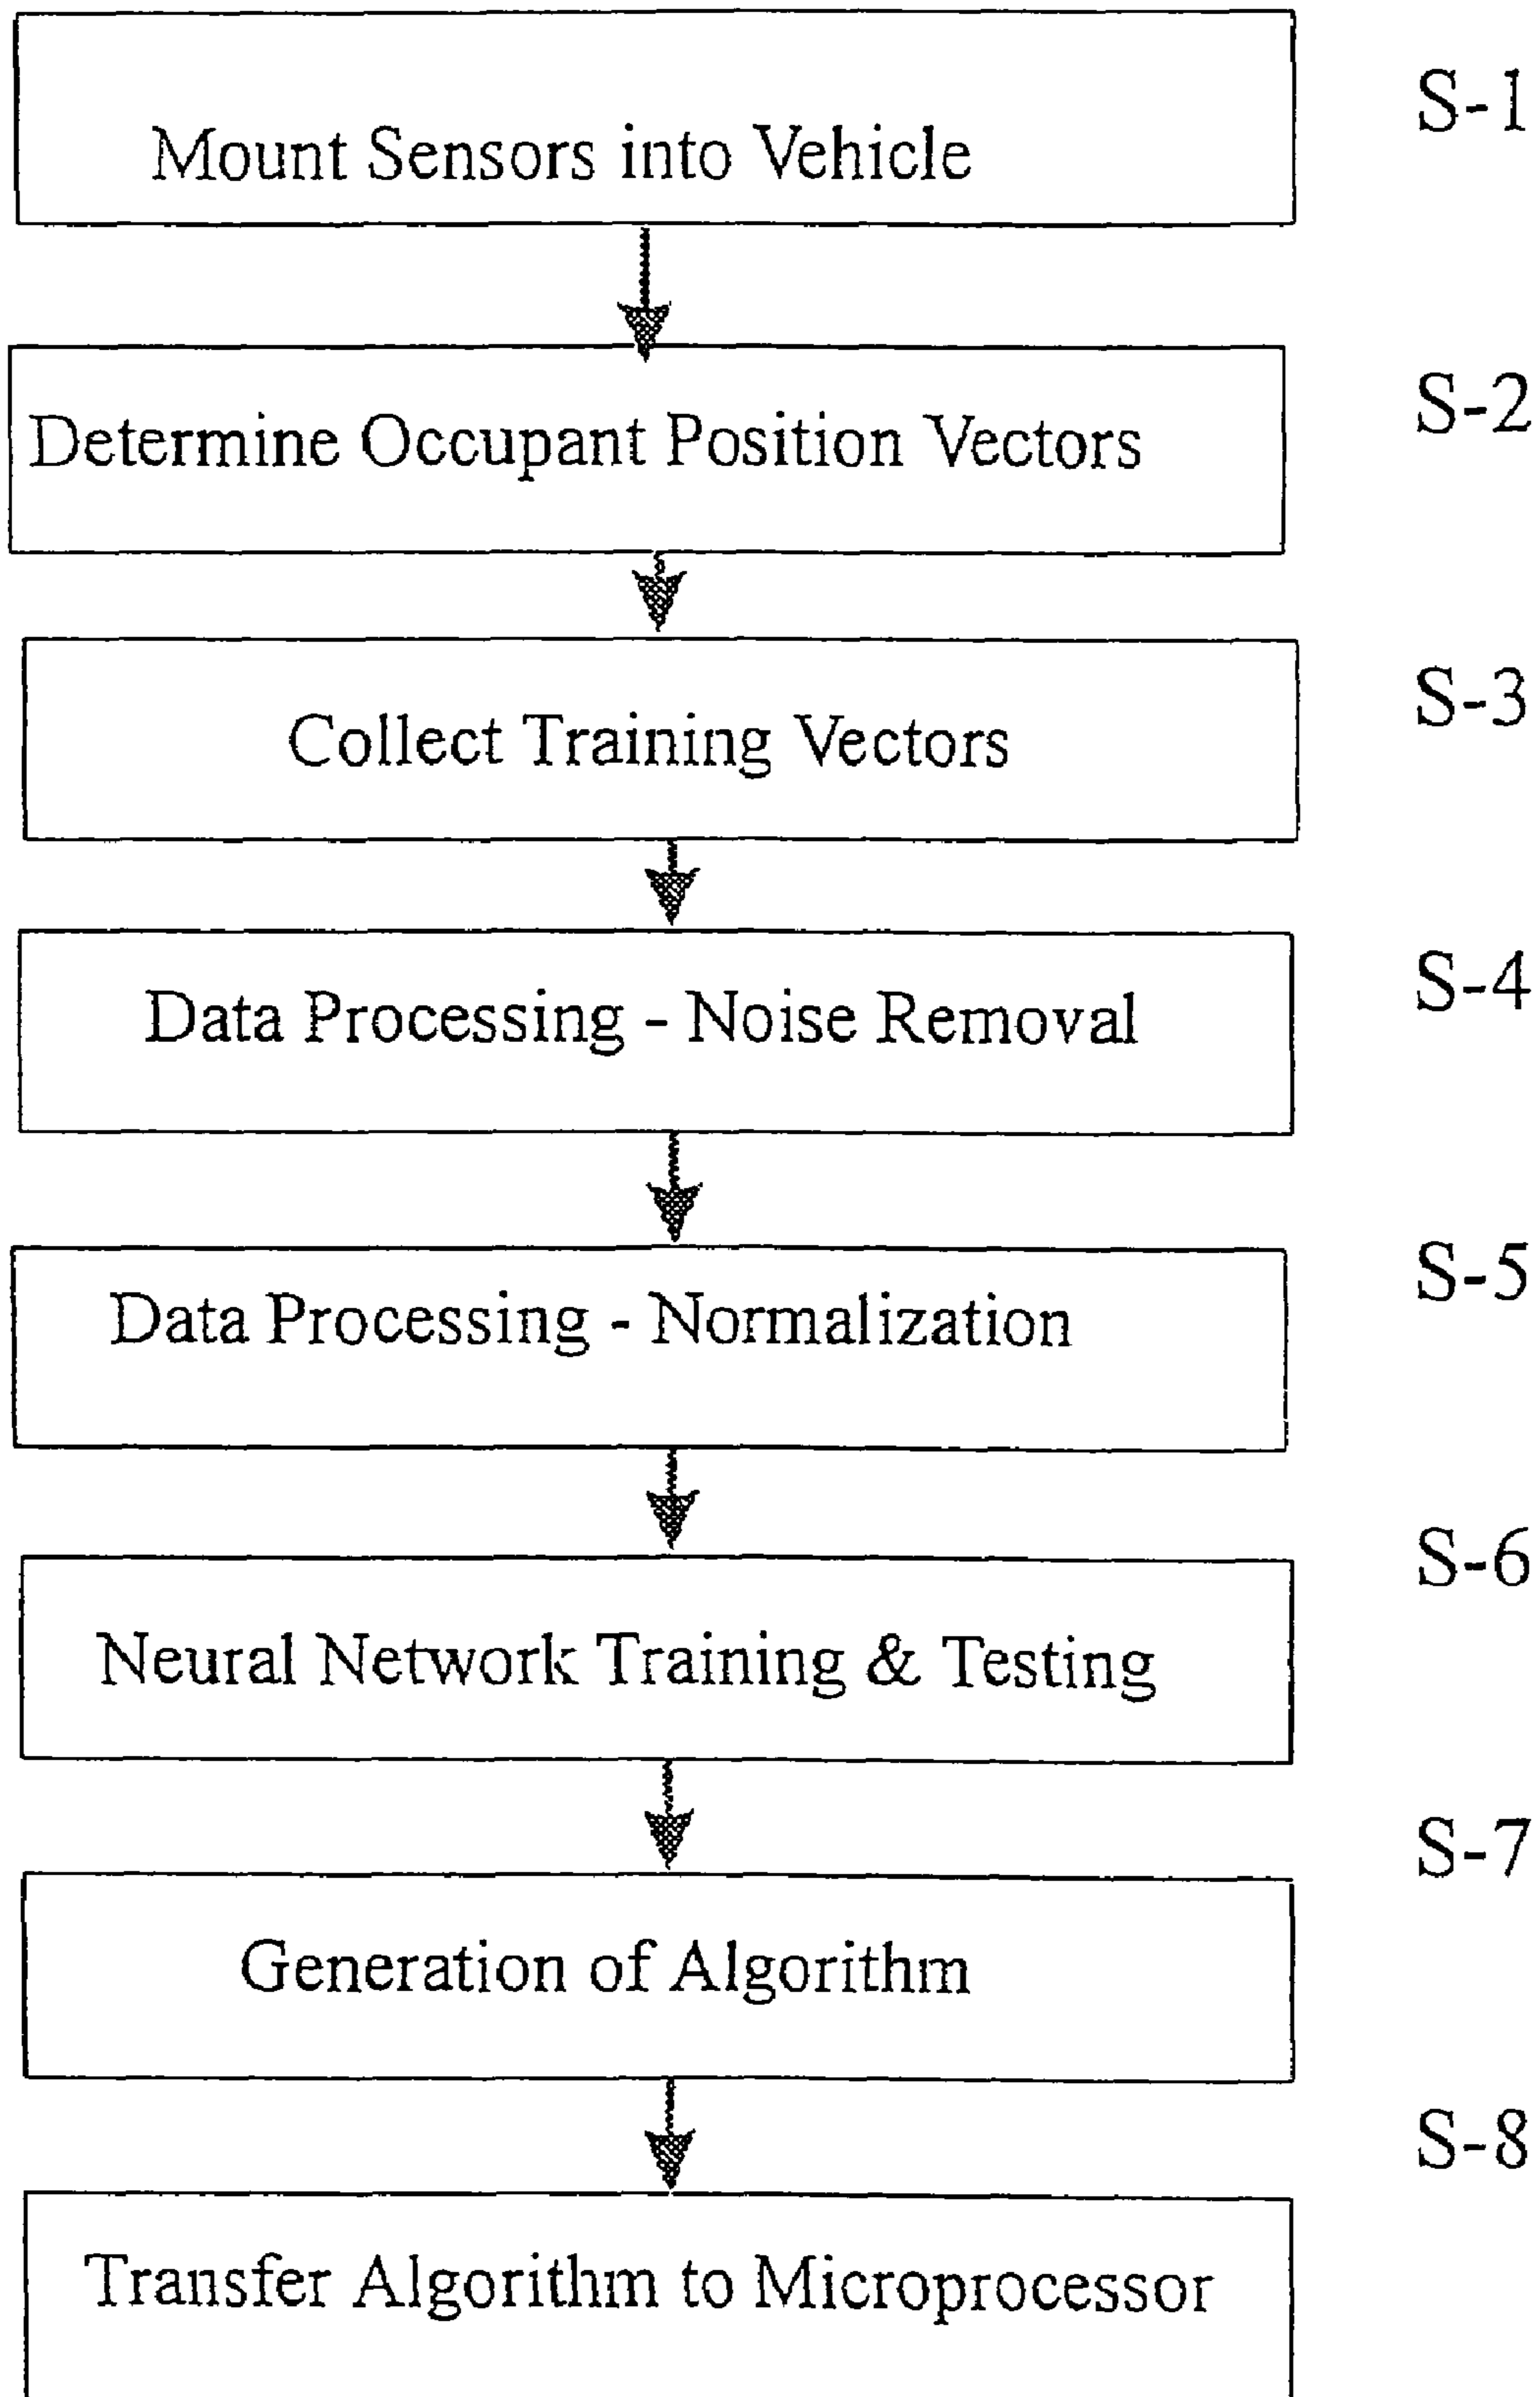 S-1
Mount Sensors into Vehicle
S-2
Determine Occupant Position Vectors
S-3
Collect Training Vectors
S-4
Data Processing - Noise Removal
S-5
Data Processing - Normalization
S-6
Neural Network Training & Testing
S-7
Generation of Algorithm
S-8
Transfer Algorithm to Microprocessor